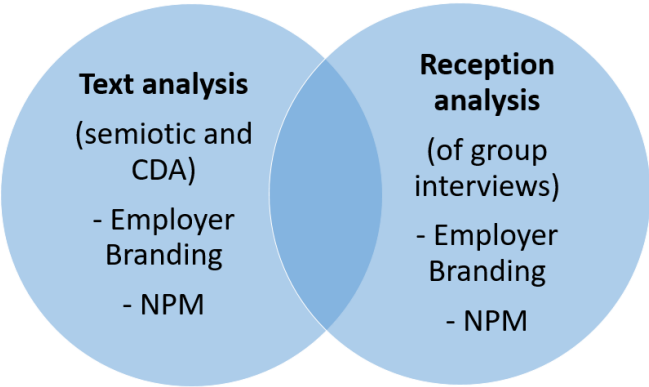 Text analysis
(semiotic and
CDA)
- Employer
Branding
- NPM
Reception
analysis
(of group
interviews)
- Employer
Branding
- NPM